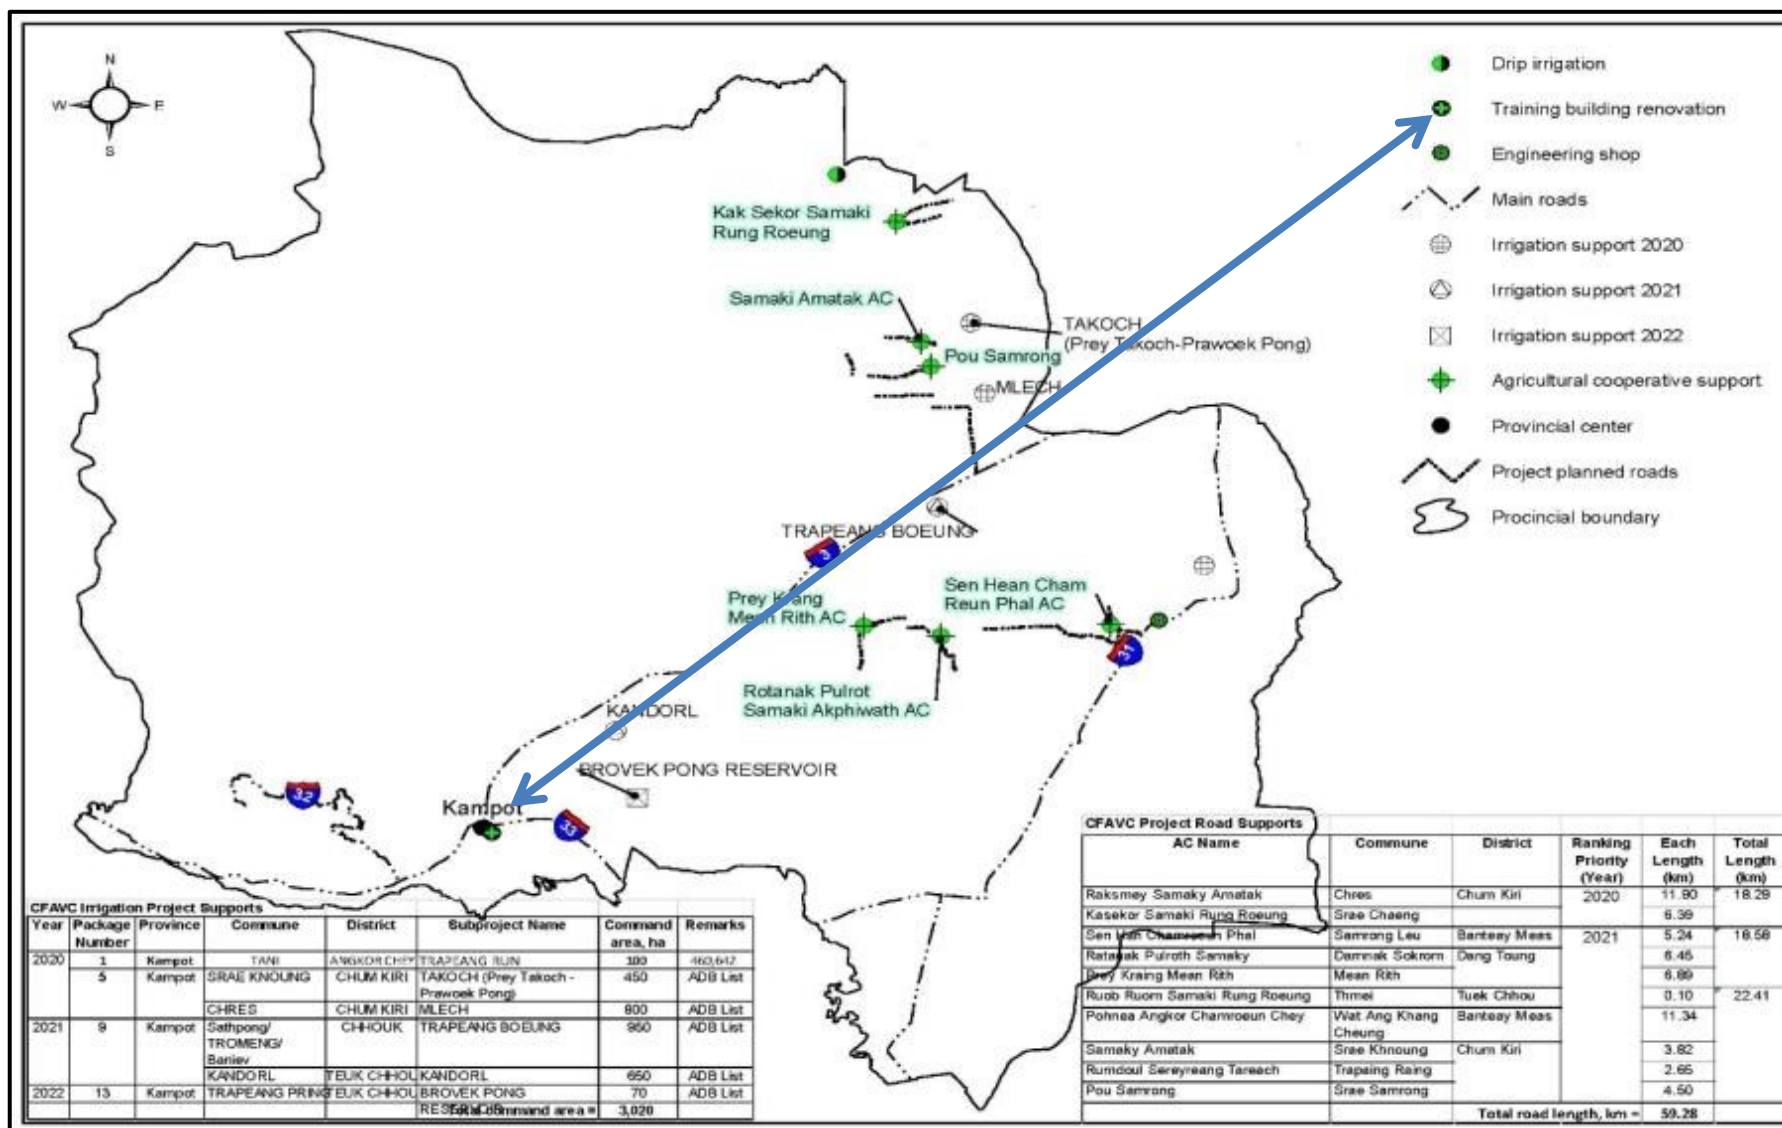 N
W E
S
Drip irrigation
Training building renovation
Engineering shop
Main roads
Irrigation support 2020
Irrigation support 2021
Irrigation support 2022
Agricultural cooperative support
Provincial center
Project planned roads
Procincial boundary
Kak Sekor Samaki
Rung Roeung
Samaki Amatak AC
TAKOCH
(Prey Takoch-Prawoek Pong)
Pou Samrong
MLECH
TRAPEANG BOEUNG
3
Prey Krang
Mean Rith AC
Sen Hean Cham
Reun Phal AC
31
Rotanak Pulrot
Samaki Akphiwath AC
KANDORL
BROVEK PONG RESERVOIR
32
Kampot
33
CFAVC Irrigation Project Supports
Year Package Number Province Commune District Subproject Name Command area, ha Remarks
2020 1 Kampot TANI ANGKOR CHEY TRAPEANG RUN 100 460,642
5 Kampot SRAE KNOUNG CHUM KIRI TAKOCH (Prey Takoch - Prawoek Pong) 450 ADB List
CHRES CHUM KIRI MLECH 800 ADB List
2021 9 Kampot Sathpong/ TROMENG/ Baniev CHHOUK TRAPEANG BOEUNG 950 ADB List
KANDORL TEUK CHHOU KANDORL 650 ADB List
2022 13 Kampot TRAPEANG PRING TEUK CHHOU BROVEK PONG 70 ADB List
Total command area = 3,020
CFAVC Project Road Supports
AC Name Commune District Ranking Priority (Year) Each Length (km) Total Length (km)
Raksmey Samaky Amatak Chres Chum Kiri 2020 11.90 18.29
Kasekor Samaki Rung Roeung Srae Chaeng 6.39
Sen Han Chamroeun Phal Samrong Leu Banteay Meas 2021 5.24 18.58
Ratanak Pulroth Samaky Damnak Sokrom Dang Toung 6.45
Prey Kraing Mean Rith Mean Rith 6.89
Ruob Ruom Samaki Rung Roeung Thmei Tuek Chhou 0.10 22.41
Pohnea Angkor Chamroeun Chey Wat Ang Khang Cheung Banteay Meas 11.34
Samaky Amatak Srae Khnoung Chum Kiri 3.82
Rumdoul Sereyreang Tareach Trapaing Raing 2.65
Pou Samrong Srae Samrong 4.50
Total road length, km = 59.28